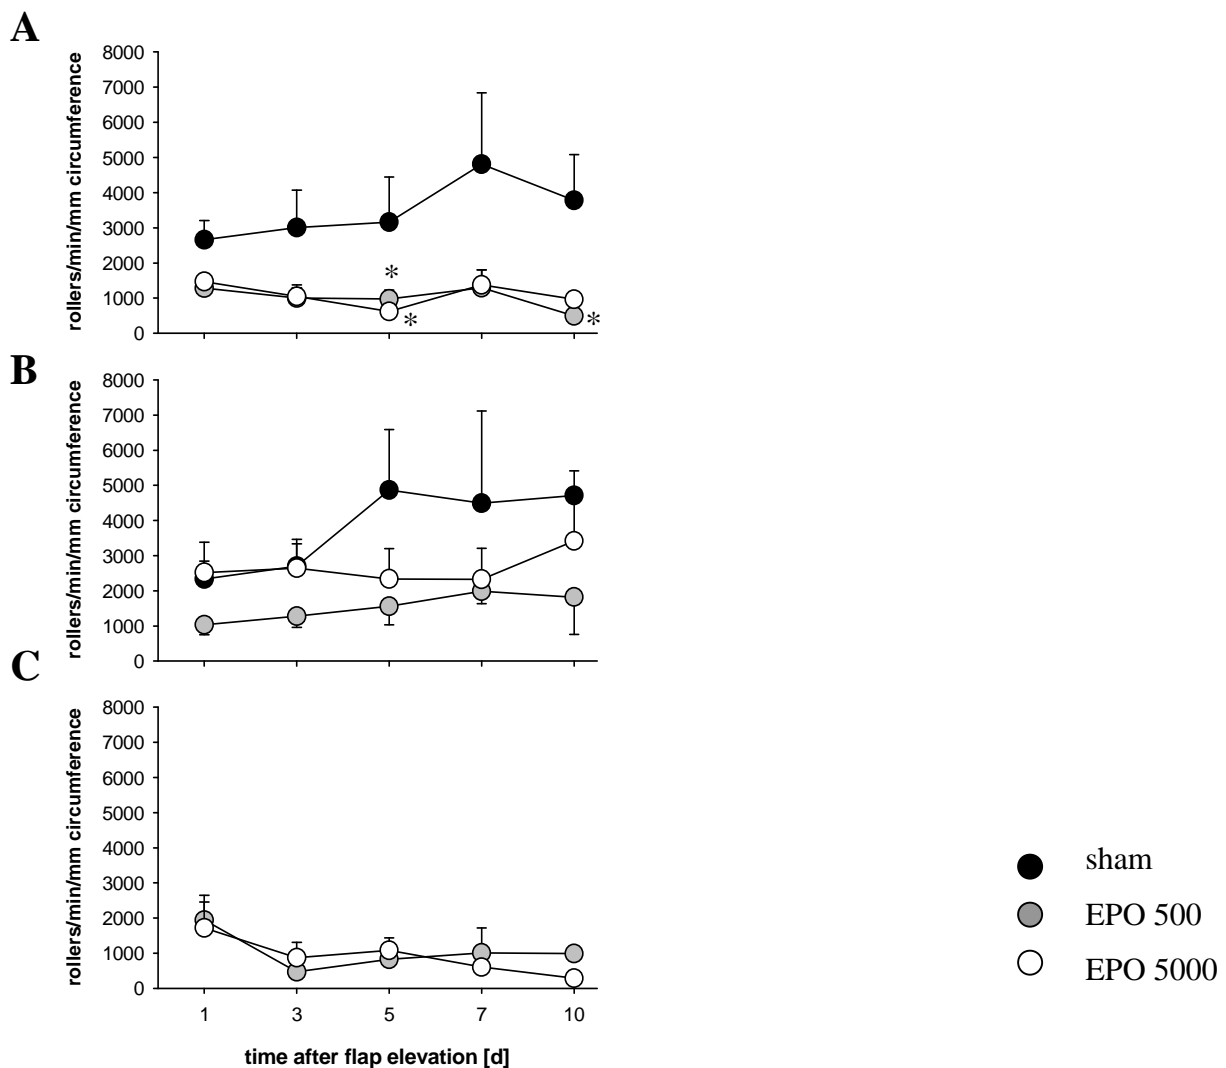 A
rollers/min/mm circumference
8000
7000
6000
5000
4000
3000
2000
1000
0
*
*
*
B
rollers/min/mm circumference
8000
7000
6000
5000
4000
3000
2000
1000
0
C
rollers/min/mm circumference
8000
7000
6000
5000
4000
3000
2000
1000
0
1 3 5 7 10
time after flap elevation [d]
sham
EPO 500
EPO 5000